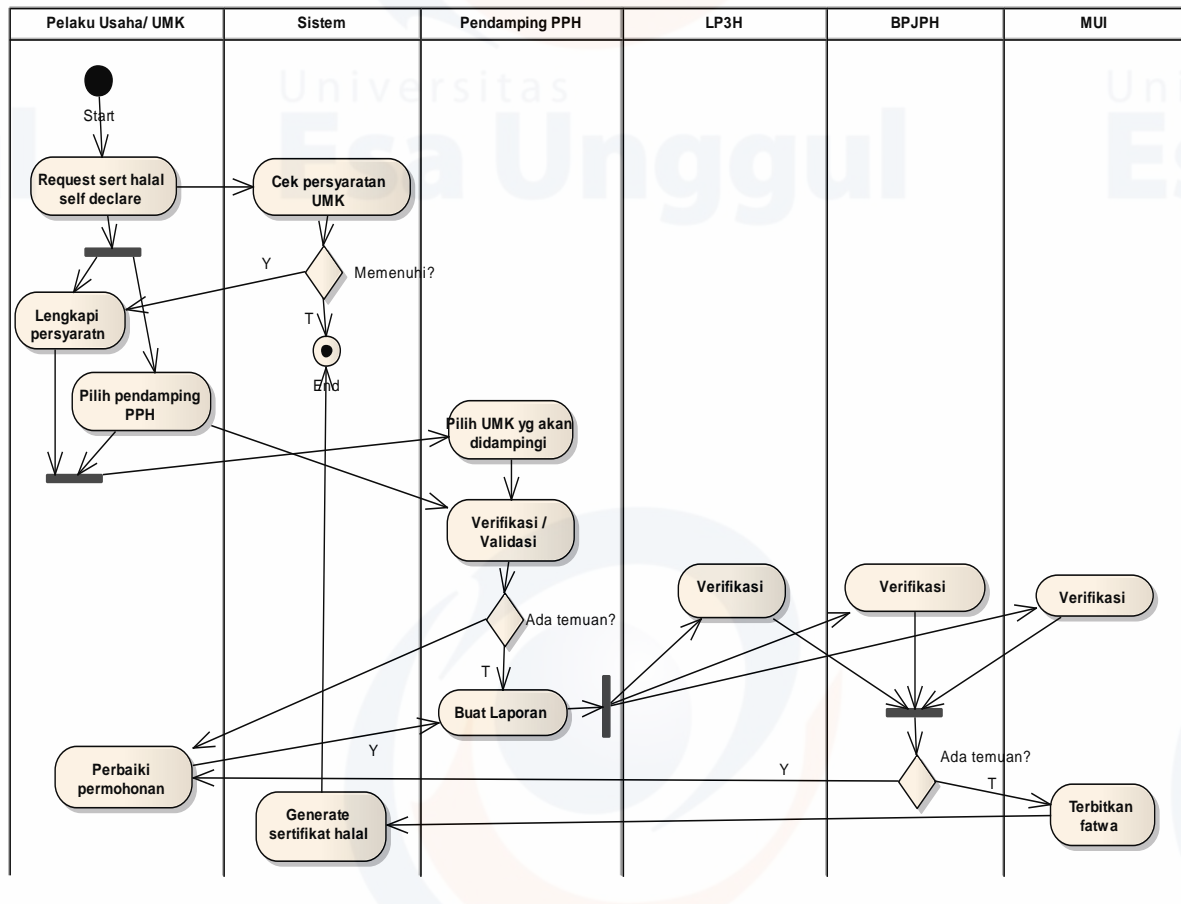 Pelaku Usaha/ UMK
Sistem
Pendamping PPH
LP3H
BPJPH
MUI
Universitas
Esa Unggul
Uni
Es
l
Start
Request sert halal
self declare
Cek persyaratan
UMK
Y
Memenuhi?
T
Lengkapi
persyaratn
End
Pilih pendamping
PPH
Pilih UMK yg akan
didampingi
Verifikasi /
Validasi
Verifikasi
Verifikasi
Verifikasi
Ada temuan?
T
Buat Laporan
Y
Perbaiki
permohonan
Ada temuan?
Y
T
Generate
sertifikat halal
Terbitkan
fatwa